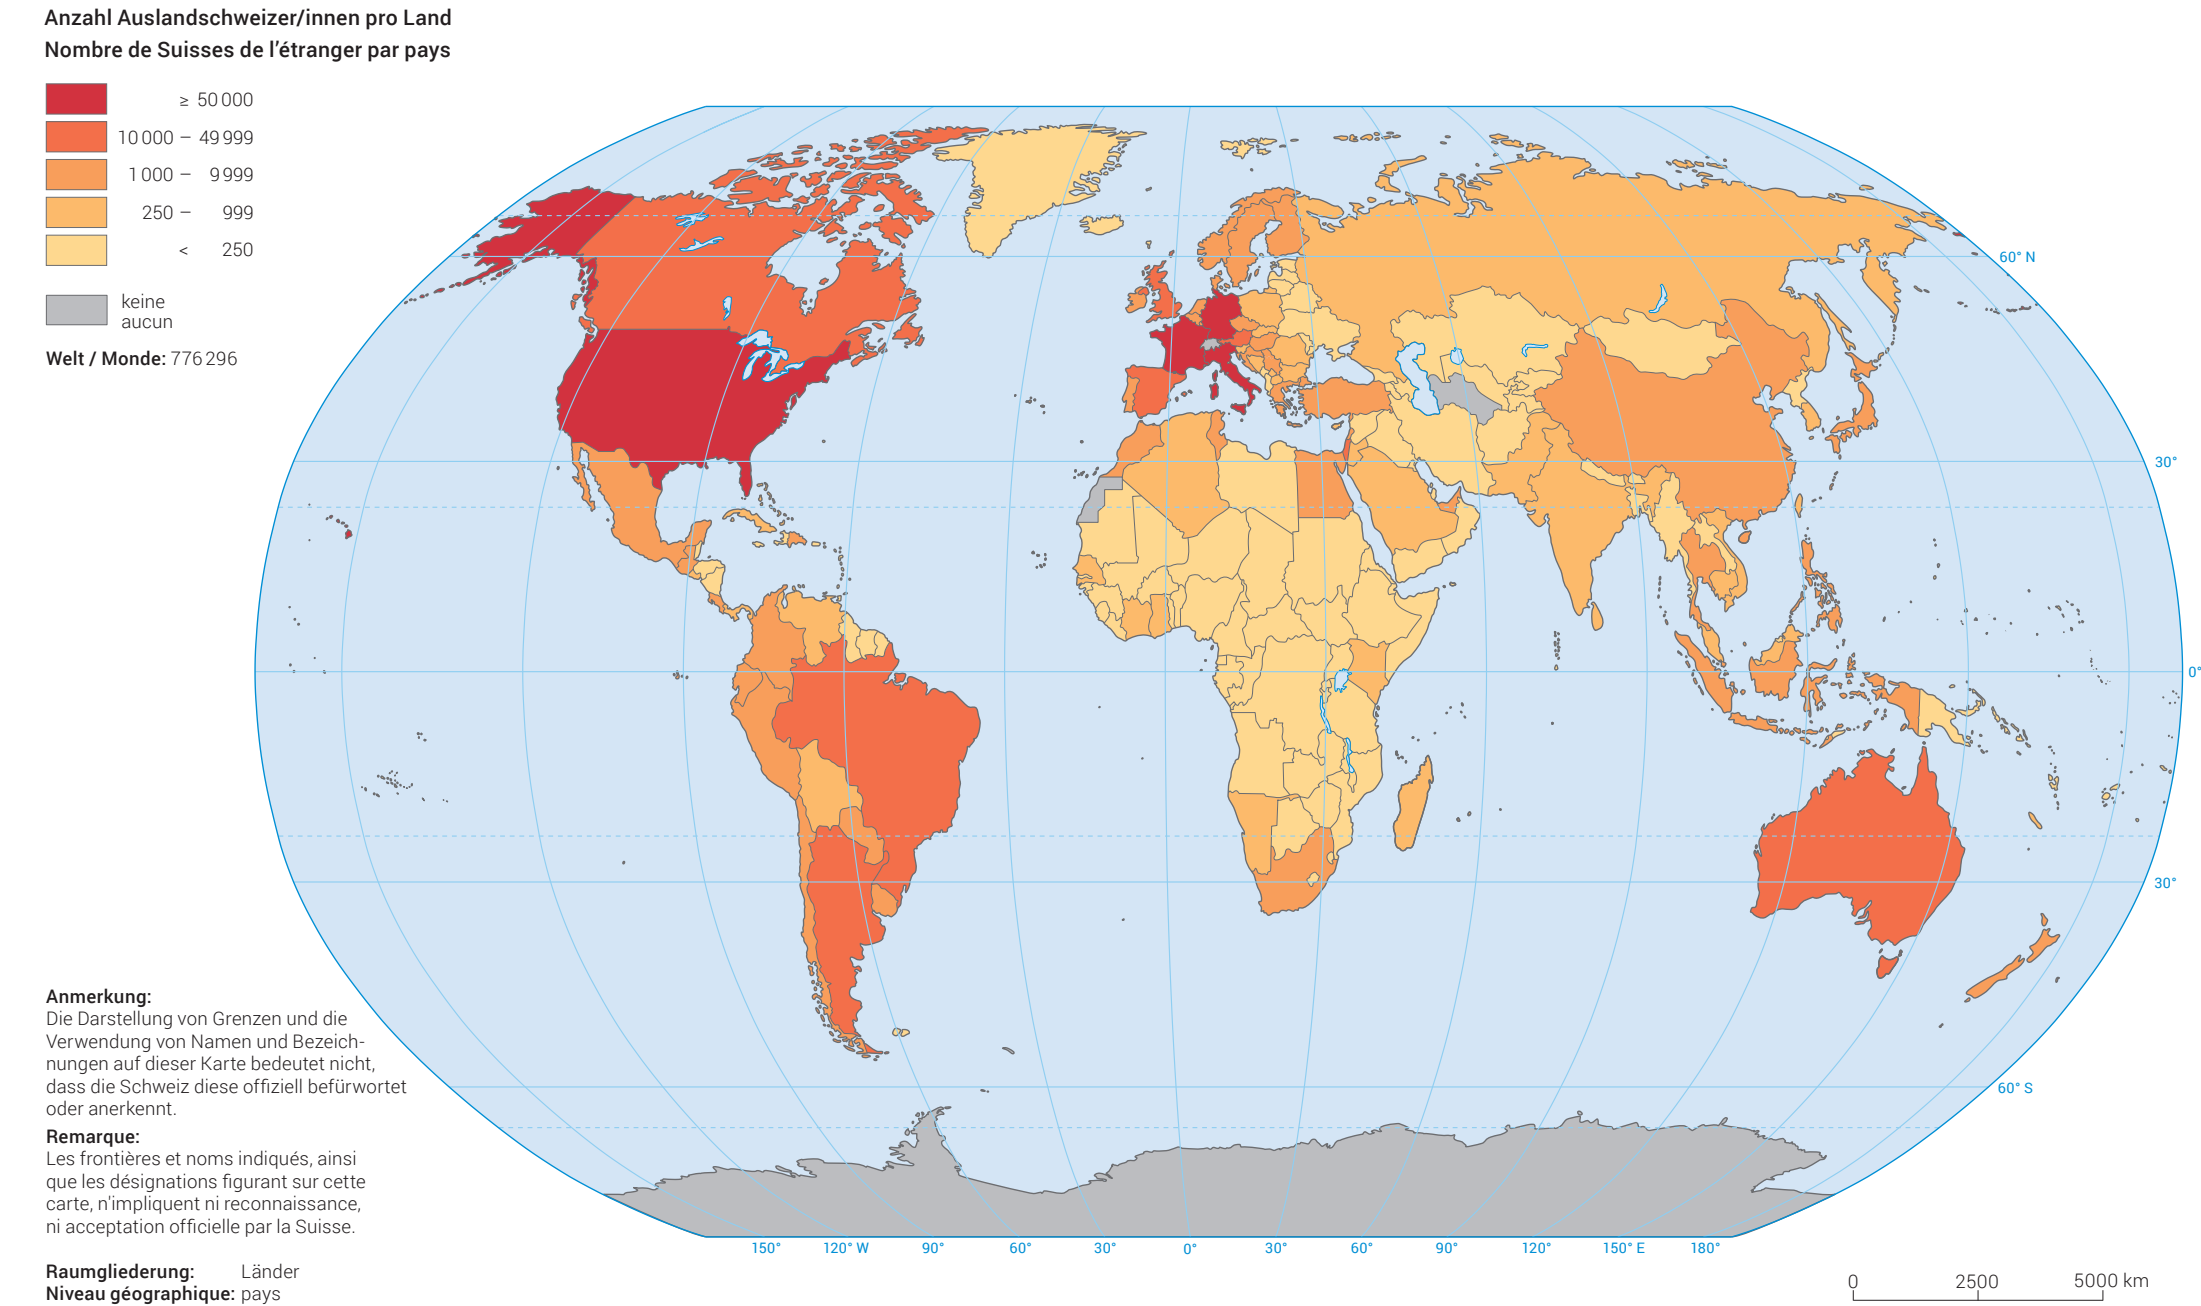 Anzahl Auslandschweizer/innen pro Land
Nombre de Suisses de l'étranger par pays
≥ 50 000
10 000 – 49 999
1 000 – 9 999
250 – 999
< 250
keine
aucun
Welt / Monde: 776 296
60° N
30°
0°
30°
60° S
Anmerkung:
Die Darstellung von Grenzen und die
Verwendung von Namen und Bezeich-
nungen auf dieser Karte bedeutet nicht,
dass die Schweiz diese offiziell befürwortet
oder anerkennt.
Remarque:
Les frontières et noms indiqués, ainsi
que les désignations figurant sur cette
carte, n'impliquent ni reconnaissance,
ni acceptation officielle par la Suisse.
150° 120° W 90° 60° 30° 0° 30° 60° 90° 120° 150° E 180°
Raumgliederung: Länder
Niveau géographique: pays
0 2500 5000 km